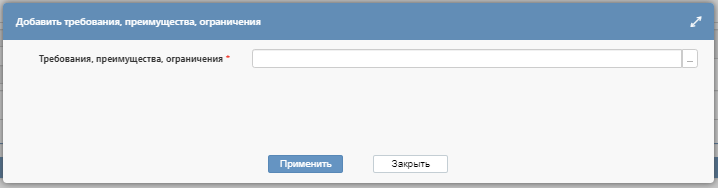 Добавить требования, преимущества, ограничения
Требования, преимущества, ограничения *
...
Применить Закрыть